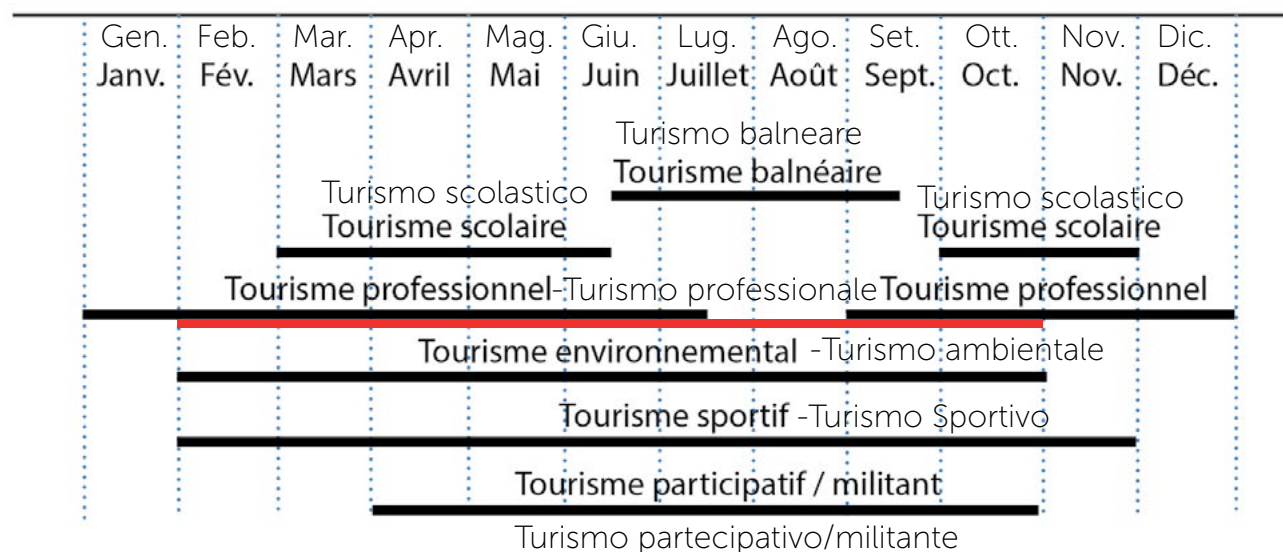 Gen. Feb. Mar. Apr. Mag. Giu. Lug. Ago. Set. Ott. Nov. Dic.
Janv. Fév. Mars Avril Mai Juin Juillet Août Sept. Oct. Nov. Déc.
Turismo balneare
Tourisme balnéaire
Turismo scolastico Turismo scolastico
Tourisme scolaire Tourisme scolaire
Tourisme professionnel-Turismo professionale Tourisme professionnel
Tourisme environnemental -Turismo ambientale
Tourisme sportif -Turismo Sportivo
Tourisme participatif / militant
Turismo partecipativo/militante